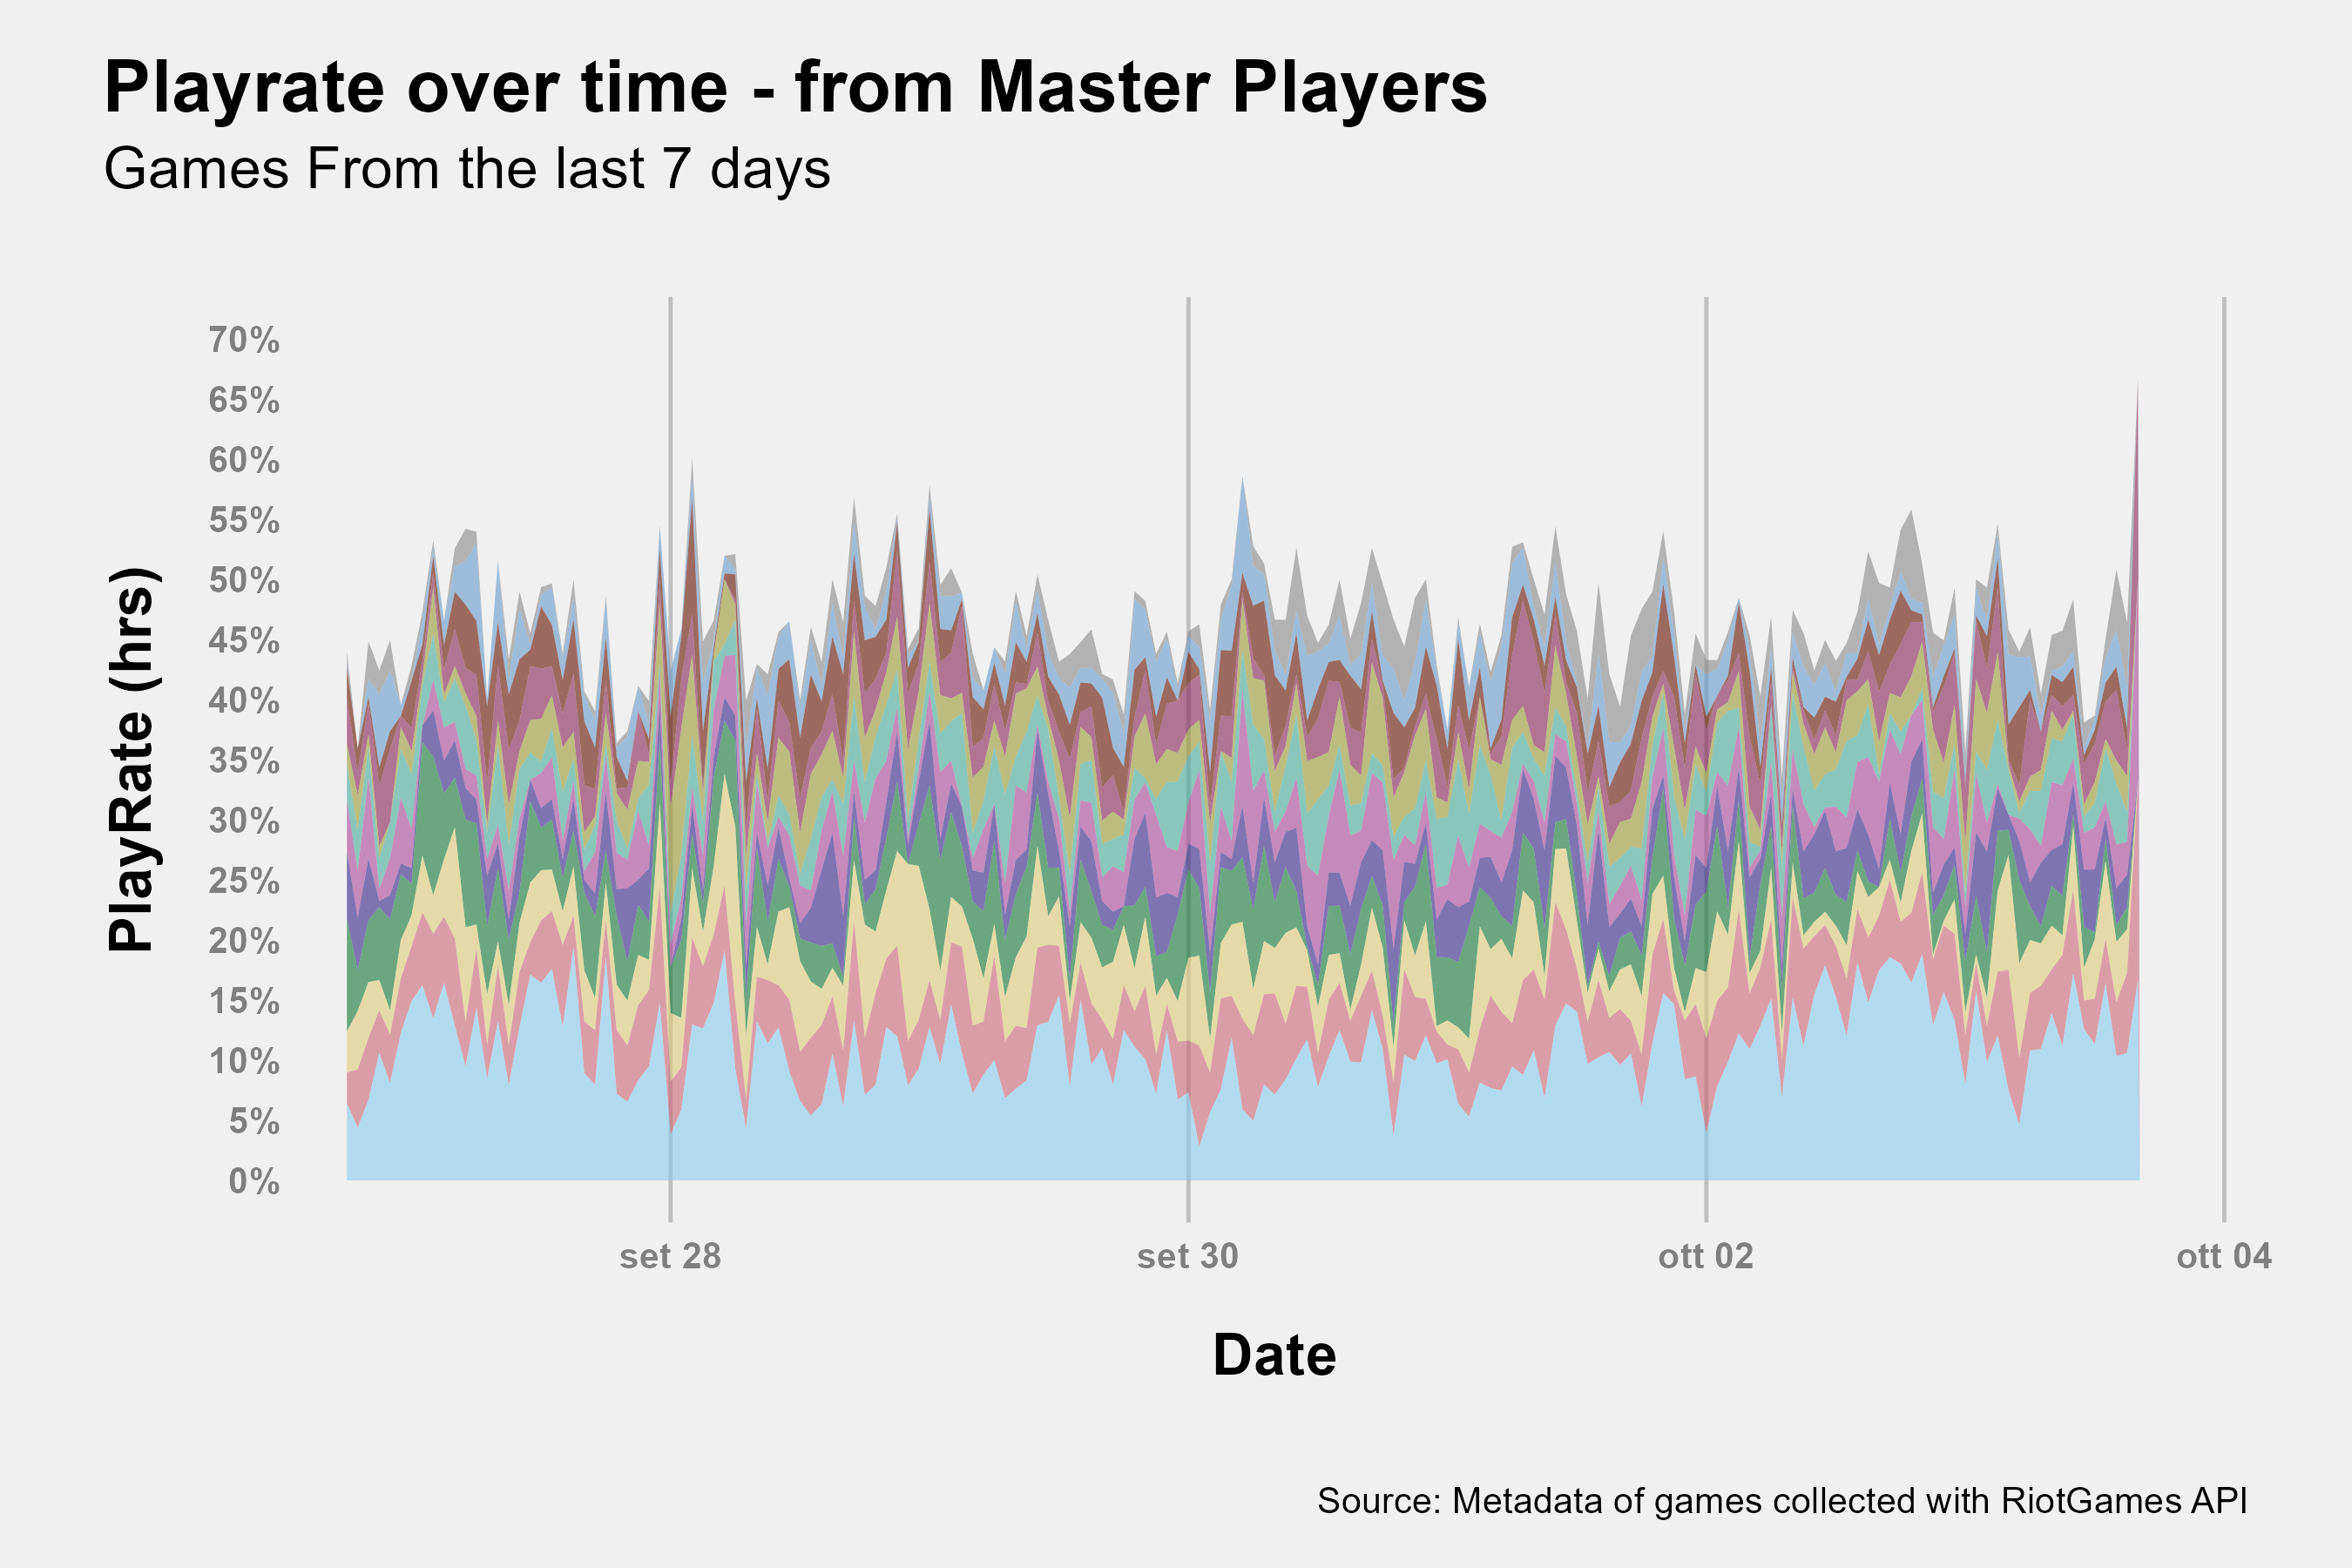 Playrate over time - from Master Players
Games From the last 7 days
70%
65%
60%
55%
50%
45%
40%
35%
30%
25%
20%
15%
10%
5%
0%
PlayRate (hrs)
set 28
set 30
ott 02
ott 04
Date
Source: Metadata of games collected with RiotGames API